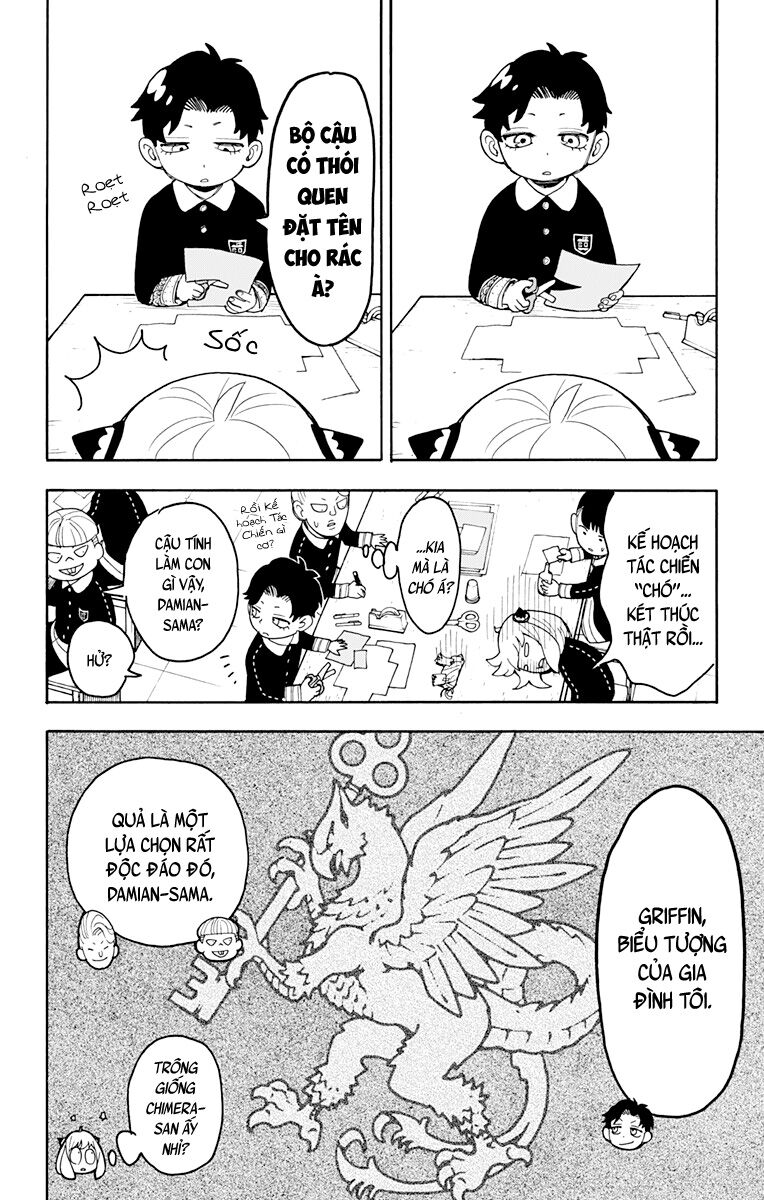 BỘ CẬU
CÓ THÓI
QUEN
ĐẶT TÊN
CHO RÁC
À?
Roẹt
Roẹt
SỐC
KẾ HOẠCH
TÁC CHIẾN
“CHÓ”...
KẾT THÚC
THẬT RỒI...
...KIA
MÀ LÀ
CHÓ Á?
Rồi kế
hoạch Tác
Chiến gì
cơ?
CẬU TÍNH
LÀM CON
GÌ VẬY,
DAMIAN-
SAMA?
HỬ?
GRIFFIN,
BIỂU TƯỢNG
CỦA GIA
ĐÌNH TÔI.
QUẢ LÀ MỘT
LỰA CHỌN RẤT
ĐỘC ĐÁO ĐÓ,
DAMIAN-SAMA.
TRÔNG
GIỐNG
CHIMERA-
SAN ẤY
NHỈ?